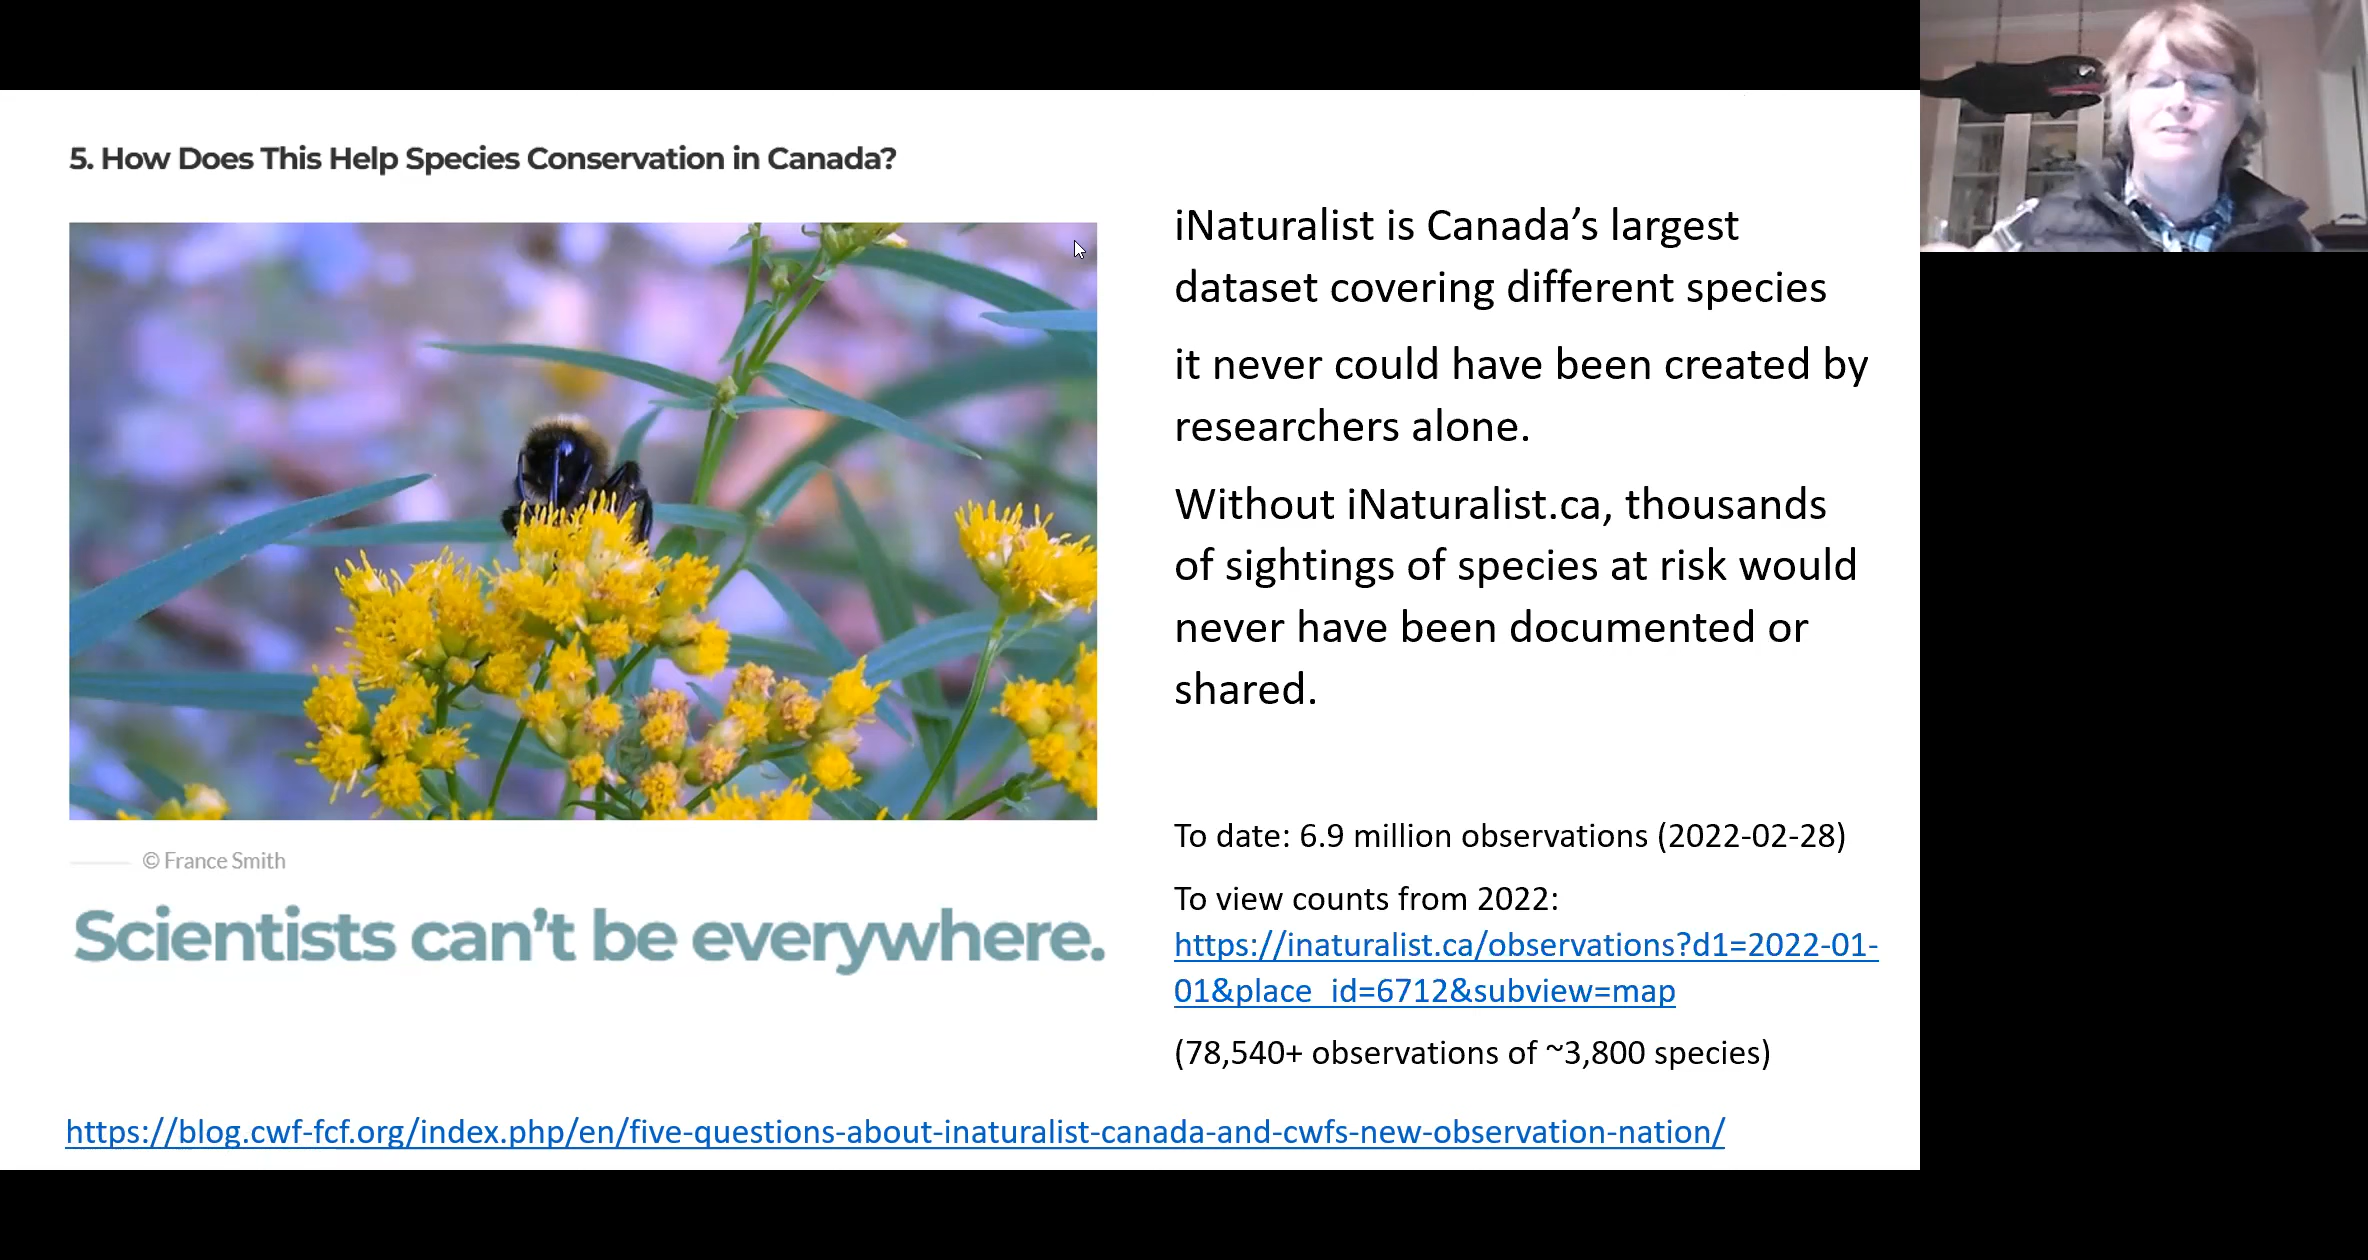 5. How Does This Help Species Conservation in Canada?
iNaturalist is Canada’s largest
dataset covering different species
it never could have been created by
researchers alone.
Without iNaturalist.ca, thousands
of sightings of species at risk would
never have been documented or
shared.
© France Smith
Scientists can’t be everywhere.
To date: 6.9 million observations (2022-02-28)
To view counts from 2022:
https://inaturalist.ca/observations?d1=2022-01-
01&place_id=6712&subview=map
(78,540+ observations of ~3,800 species)
https://blog.cwf-fcf.org/index.php/en/five-questions-about-inaturalist-canada-and-cwfs-new-observation-nation/